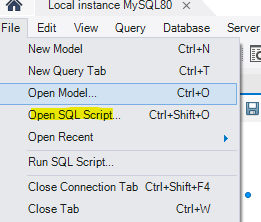 Local instance MySQL80 ×
File Edit View Query Database Server
New Model Ctrl+N
New Query Tab Ctrl+T
Open Model... Ctrl+O
Open SQL Script... Ctrl+Shift+O
Open Recent
Run SQL Script...
Close Connection Tab Ctrl+Shift+F4
Close Tab Ctrl+W